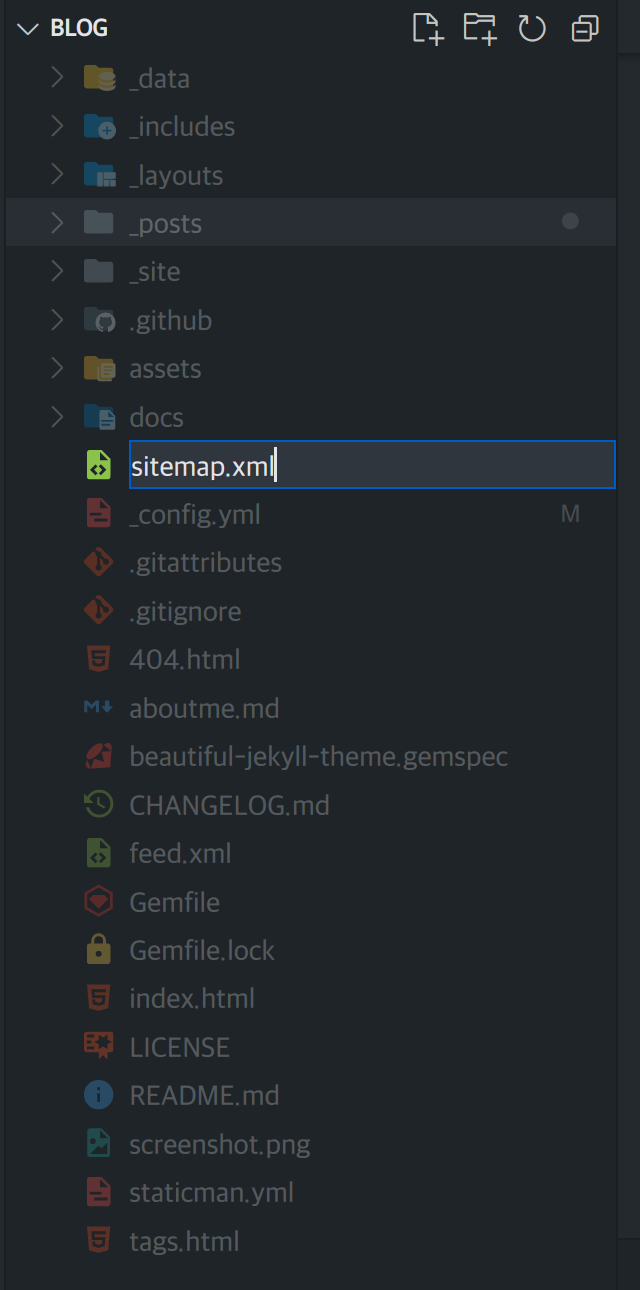 BLOG
_data
_includes
_layouts
_posts
_site
.github
assets
docs
sitemap.xml
_config.yml M
.gitattributes
.gitignore
404.html
aboutme.md
beautiful-jekyll-theme.gemspec
CHANGELOG.md
feed.xml
Gemfile
Gemfile.lock
index.html
LICENSE
README.md
screenshot.png
staticman.yml
tags.html